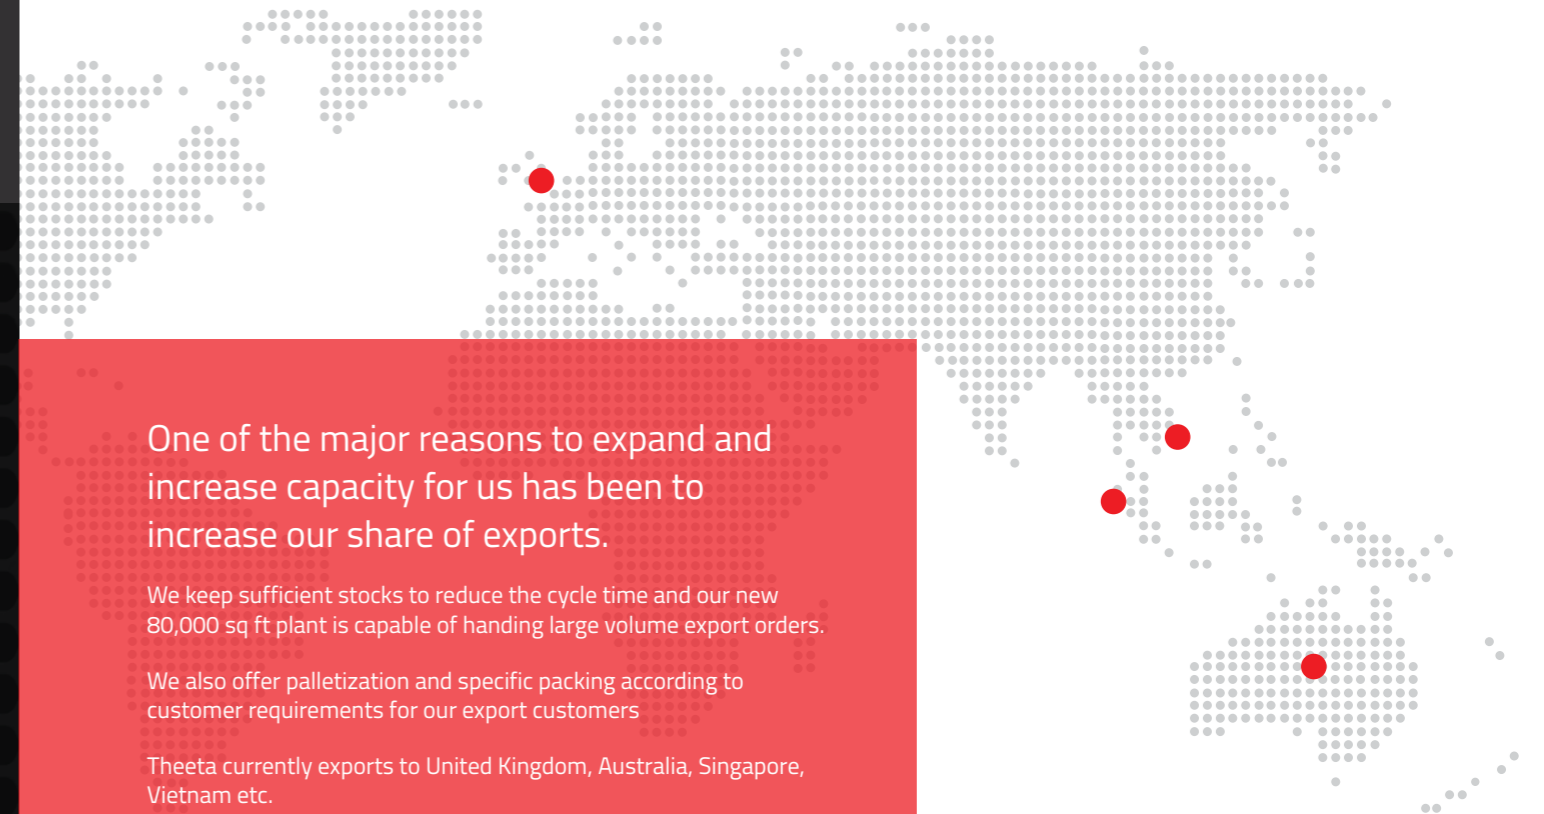 One of the major reasons to expand and
increase capacity for us has been to
increase our share of exports.
We keep sufficient stocks to reduce the cycle time and our new
80,000 sq ft plant is capable of handing large volume export orders.
We also offer palletization and specific packing according to
customer requirements for our export customers
Theeta currently exports to United Kingdom, Australia, Singapore,
Vietnam etc.